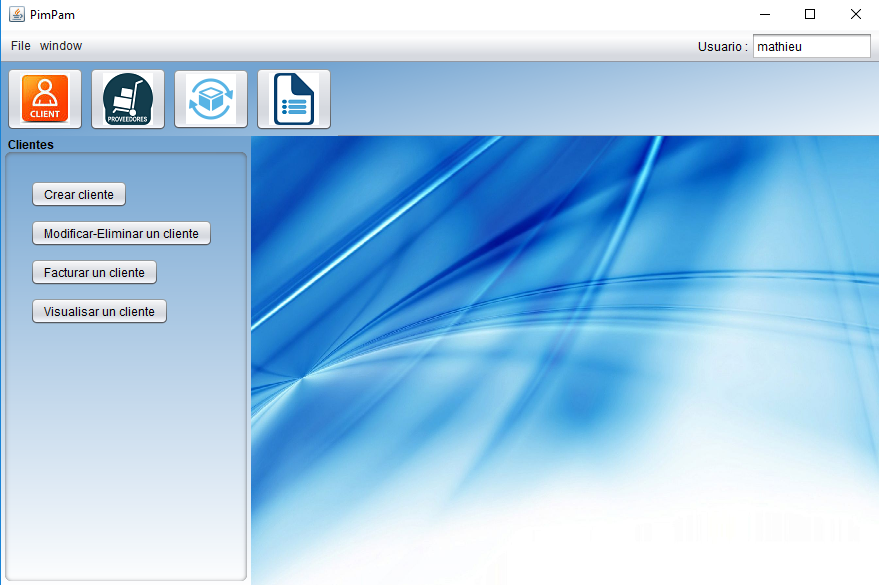 PimPam
File window
Usuario : mathieu
CLIENT
PROVEEDORES
Clientes
Crear cliente
Modificar-Eliminar un cliente
Facturar un cliente
Visualisar un cliente